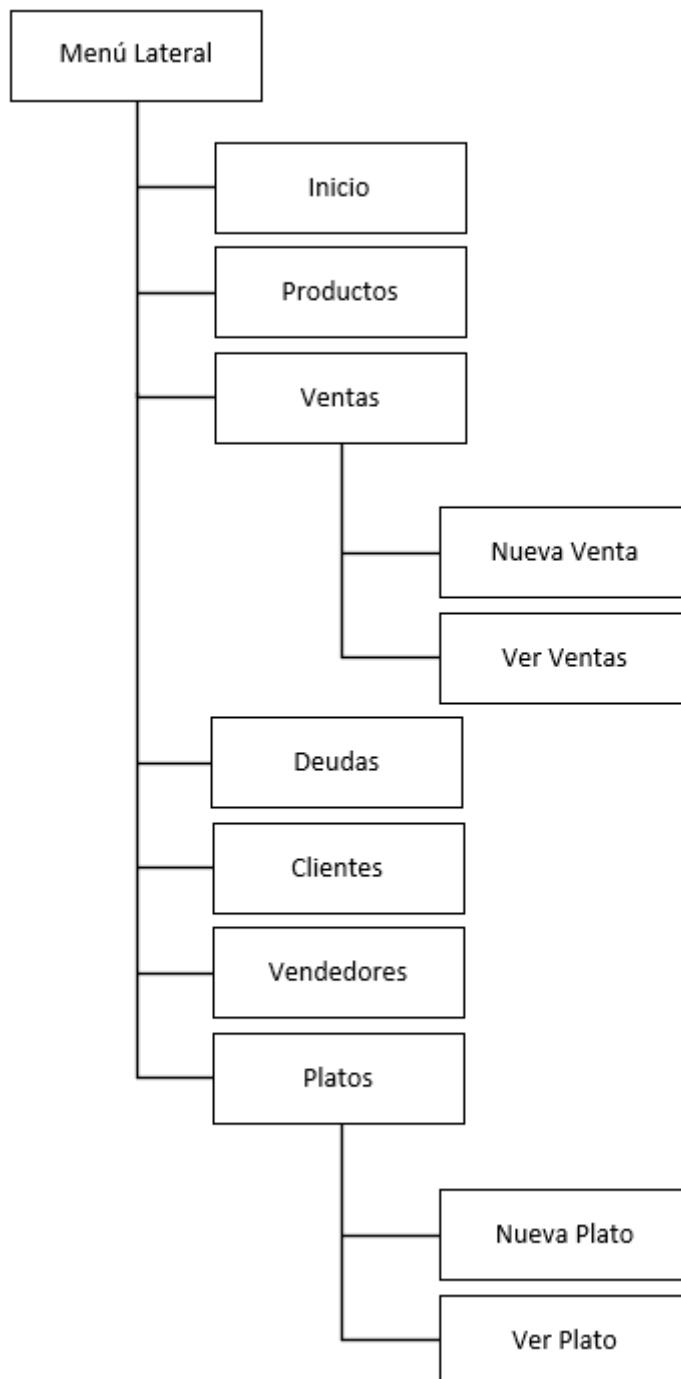 Menú Lateral
Inicio
Productos
Ventas
Nueva Venta
Ver Ventas
Deudas
Clientes
Vendedores
Platos
Nueva Plato
Ver Plato